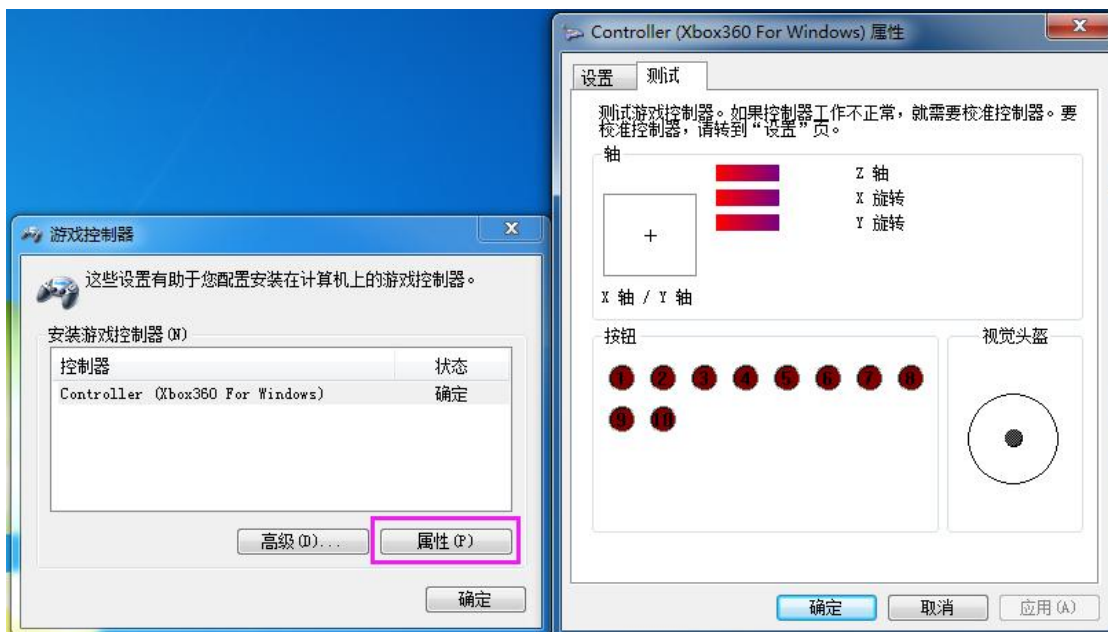 游戏控制器
这些设置有助于您配置安装在计算机上的游戏控制器。
安装游戏控制器(N)
控制器 状态
Controller (Xbox360 For Windows) 确定
高级(D)... 属性(P)
确定
Controller (Xbox360 For Windows) 属性
设置 测试
测试游戏控制器。如果控制器工作不正常，就需要校准控制器。要
校准控制器，请转到“设置”页。
轴
Z 轴
X 旋转
Y 旋转
X 轴 / Y 轴
按钮
1 2 3 4 5 6 7 8
9 10
视觉头盔
确定 取消 应用(A)